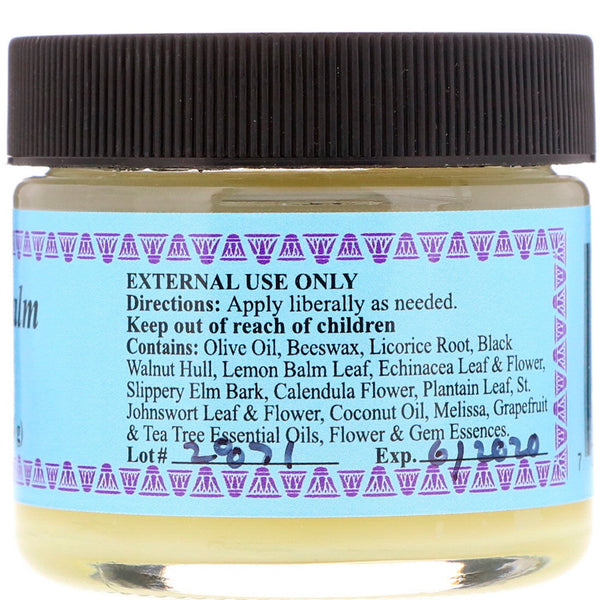 alm
g)
EXTERNAL USE ONLY
Directions: Apply liberally as needed.
Keep out of reach of children
Contains: Olive Oil, Beeswax, Licorice Root, Black
Walnut Hull, Lemon Balm Leaf, Echinacea Leaf & Flower,
Slippery Elm Bark, Calendula Flower, Plantain Leaf, St.
Johnswort Leaf & Flower, Coconut Oil, Melissa, Grapefruit
& Tea Tree Essential Oils, Flower & Gem Essences.
Lot# 29071 Exp. 6/2020
7